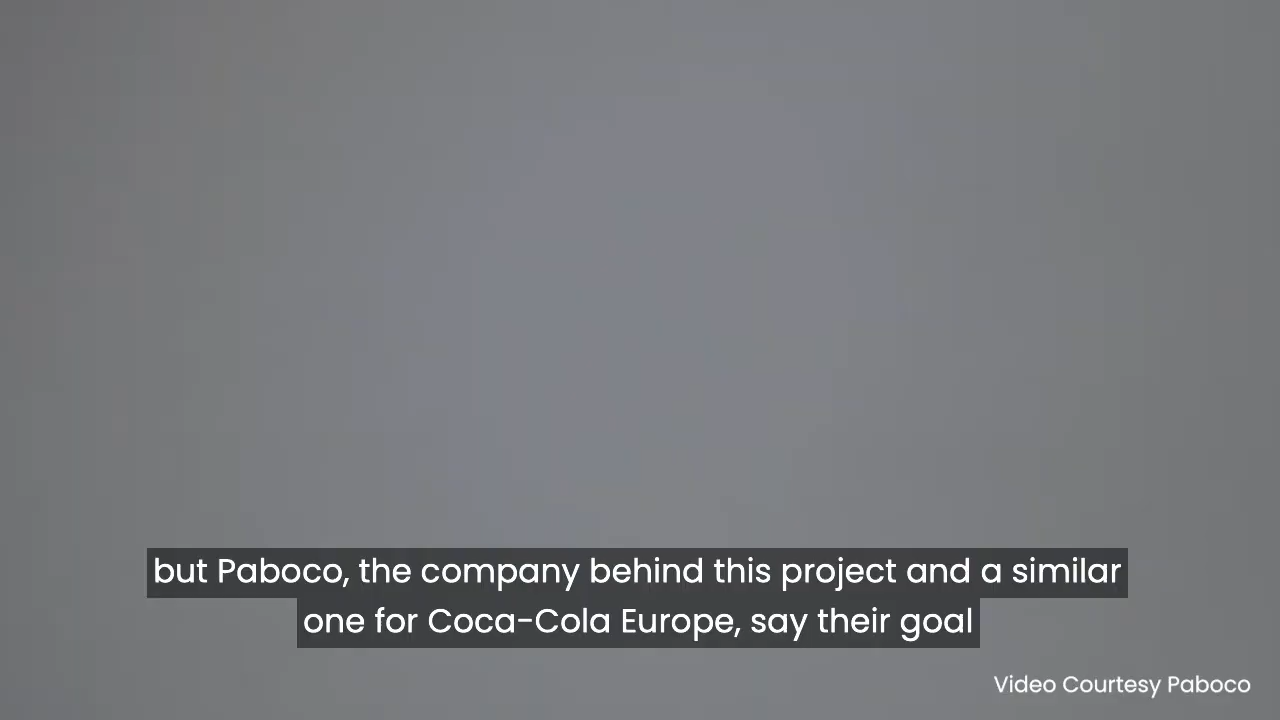 but Paboco, the company behind this project and a similar
one for Coca-Cola Europe, say their goal
Video Courtesy Paboco